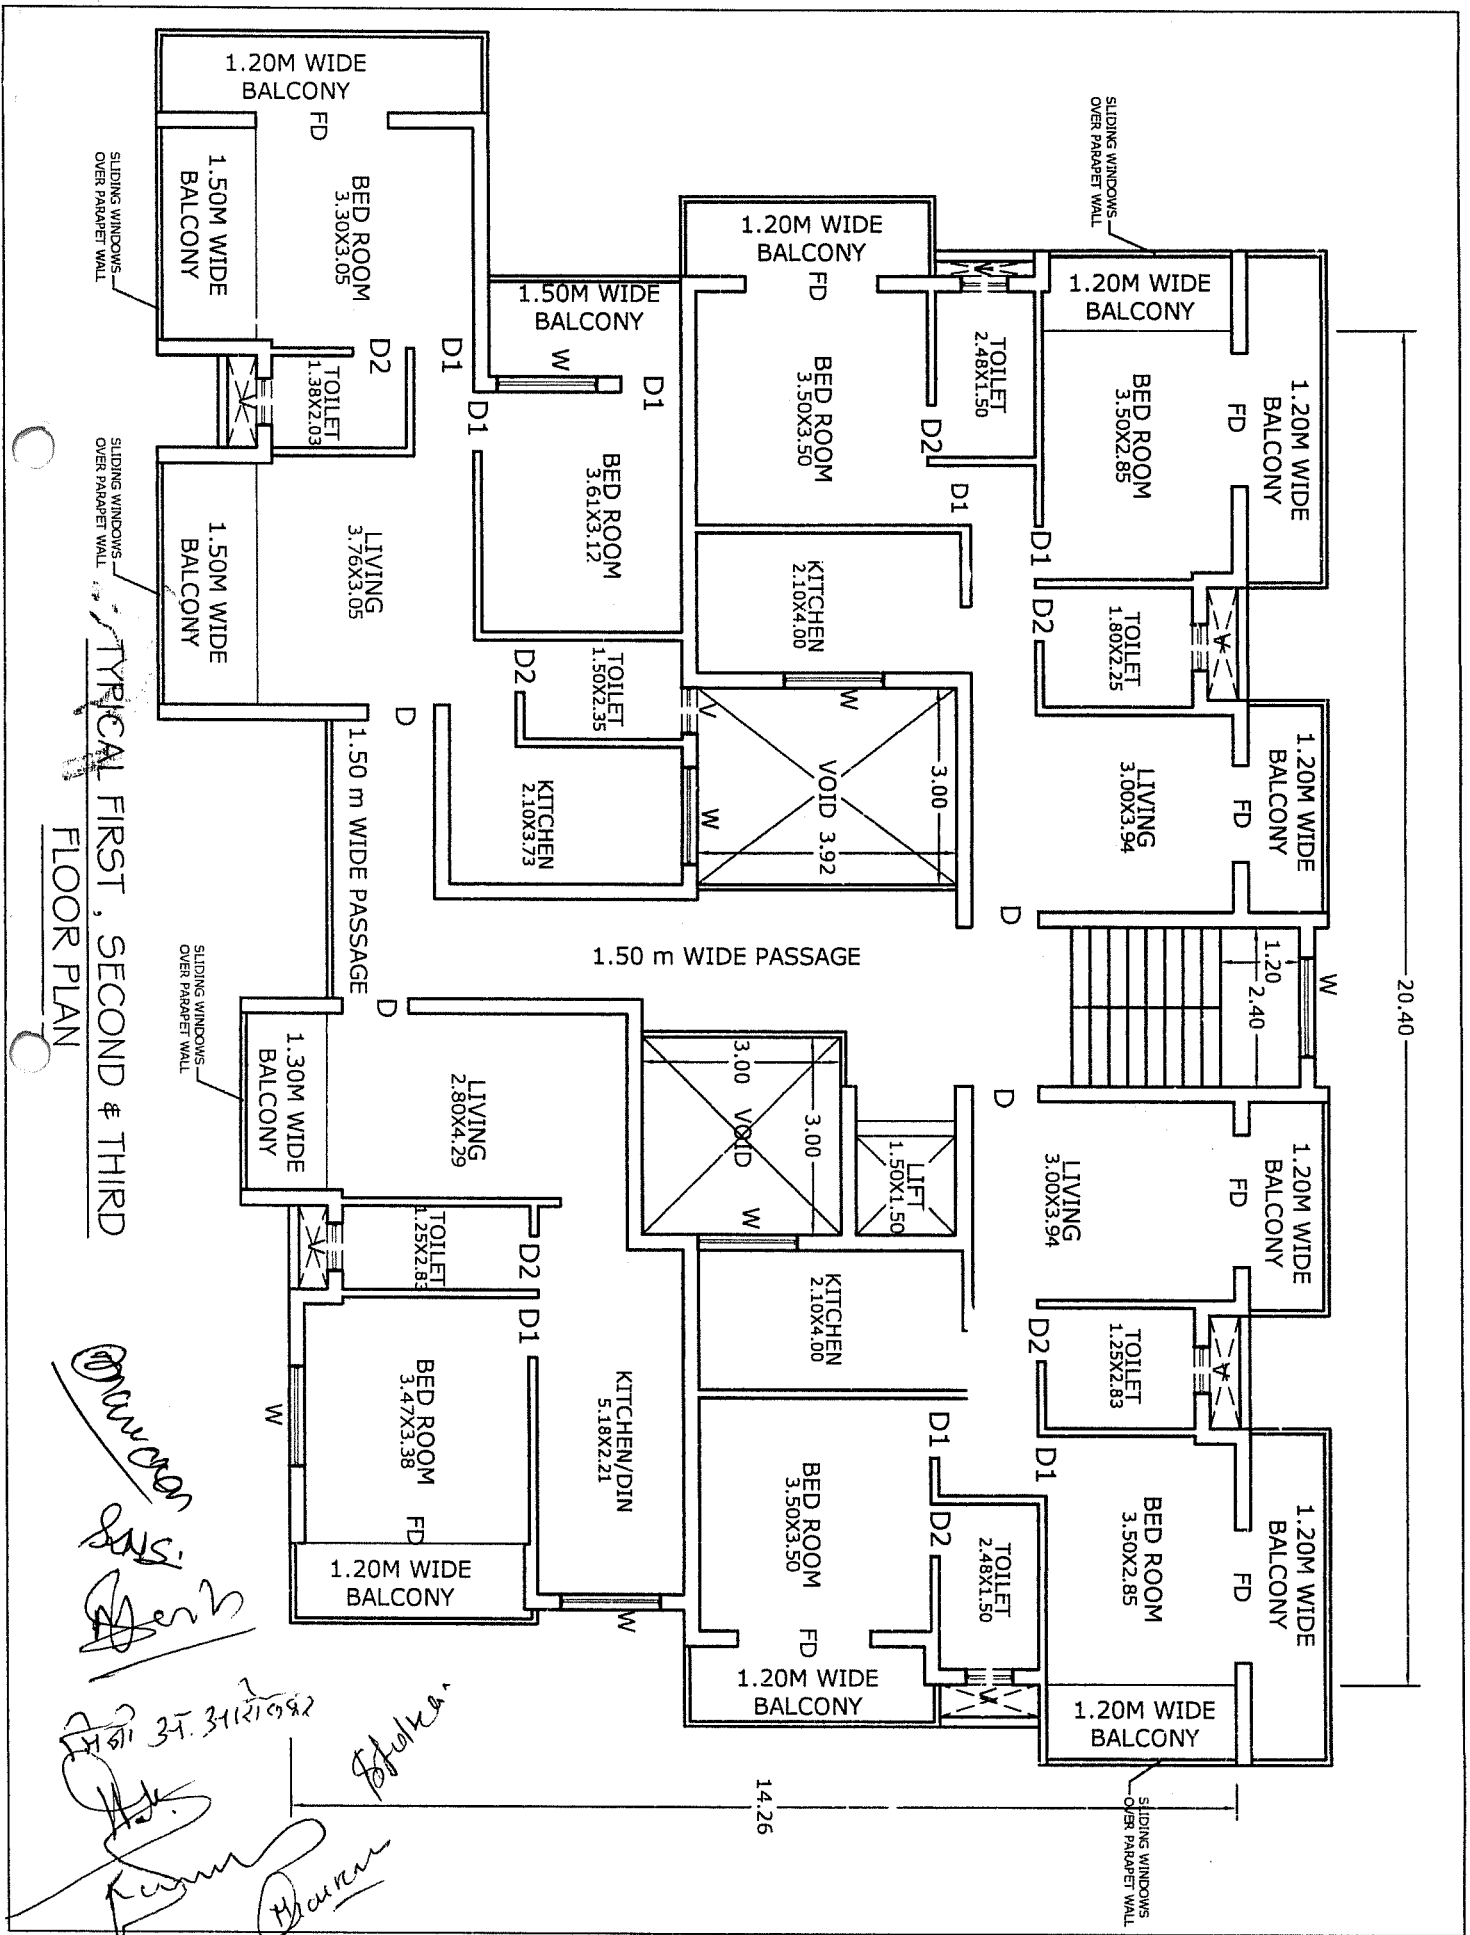 1.20M WIDE
BALCONY
1.20M WIDE
BALCONY
1.20M WIDE
BALCONY
1.20M WIDE
BALCONY
20.40
SLIDING WINDOWS
OVER PARAPET WALL
1.20M WIDE
BALCONY
FD
BED ROOM
3.50X2.85
D1
TOILET
1.80X2.25
D2
V
FD
LIVING
3.00X3.94
D
W
1.20
2.40
D
FD
LIVING
3.00X3.94
TOILET
1.25X2.83
D2
V
D1
FD
BED ROOM
3.50X2.85
1.20M WIDE
BALCONY
SLIDING WINDOWS
OVER PARAPET WALL
V
TOILET
2.48X1.50
D2
D1
1.20M WIDE
BALCONY
FD
BED ROOM
3.50X3.50
KITCHEN
2.10X4.00
W
3.00
VOID 3.92
1.50 m WIDE PASSAGE
LIFT
1.50X1.50
3.00
3.00
VOID
W
KITCHEN
2.10X4.00
D1
D2
TOILET
2.48X1.50
V
BED ROOM
3.50X3.50
FD
1.20M WIDE
BALCONY
14.26
1.50M WIDE
BALCONY
W
D1
BED ROOM
3.61X3.12
D1
TOILET
1.50X2.35
D2
V
W
KITCHEN
2.10X3.73
KITCHEN/DIN
5.18X2.21
W
1.20M WIDE
BALCONY
FD
BED ROOM
3.30X3.05
D1
D2
TOILET
1.38X2.03
V
1.50M WIDE
BALCONY
SLIDING WINDOWS
OVER PARAPET WALL
LIVING
3.76X3.05
D
1.50M WIDE
BALCONY
SLIDING WINDOWS
OVER PARAPET WALL
1.50 m WIDE PASSAGE
D
LIVING
2.80X4.29
1.30M WIDE
BALCONY
SLIDING WINDOWS
OVER PARAPET WALL
D2
TOILET
1.25X2.83
V
D1
BED ROOM
3.47X3.38
W
FD
1.20M WIDE
BALCONY
TYPICAL FIRST, SECOND & THIRD
FLOOR PLAN